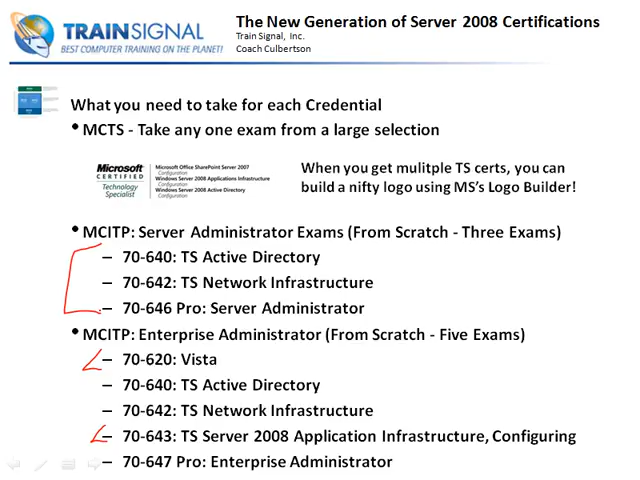 TRAINSIGNAL
BEST COMPUTER TRAINING ON THE PLANET!
The New Generation of Server 2008 Certifications
Train Signal, Inc.
Coach Culbertson
What you need to take for each Credential
• MCTS - Take any one exam from a large selection
Microsoft
CERTIFIED
Technology
Specialist
Microsoft Office SharePoint Server 2007
Configuration
Windows Server 2008 Applications Infrastructure
Configuration
Windows Server 2008 Active Directory
Configuration
When you get mulitple TS certs, you can
build a nifty logo using MS's Logo Builder!
• MCITP: Server Administrator Exams (From Scratch - Three Exams)
– 70-640: TS Active Directory
– 70-642: TS Network Infrastructure
– 70-646 Pro: Server Administrator
• MCITP: Enterprise Administrator (From Scratch - Five Exams)
– 70-620: Vista
– 70-640: TS Active Directory
– 70-642: TS Network Infrastructure
– 70-643: TS Server 2008 Application Infrastructure, Configuring
– 70-647 Pro: Enterprise Administrator